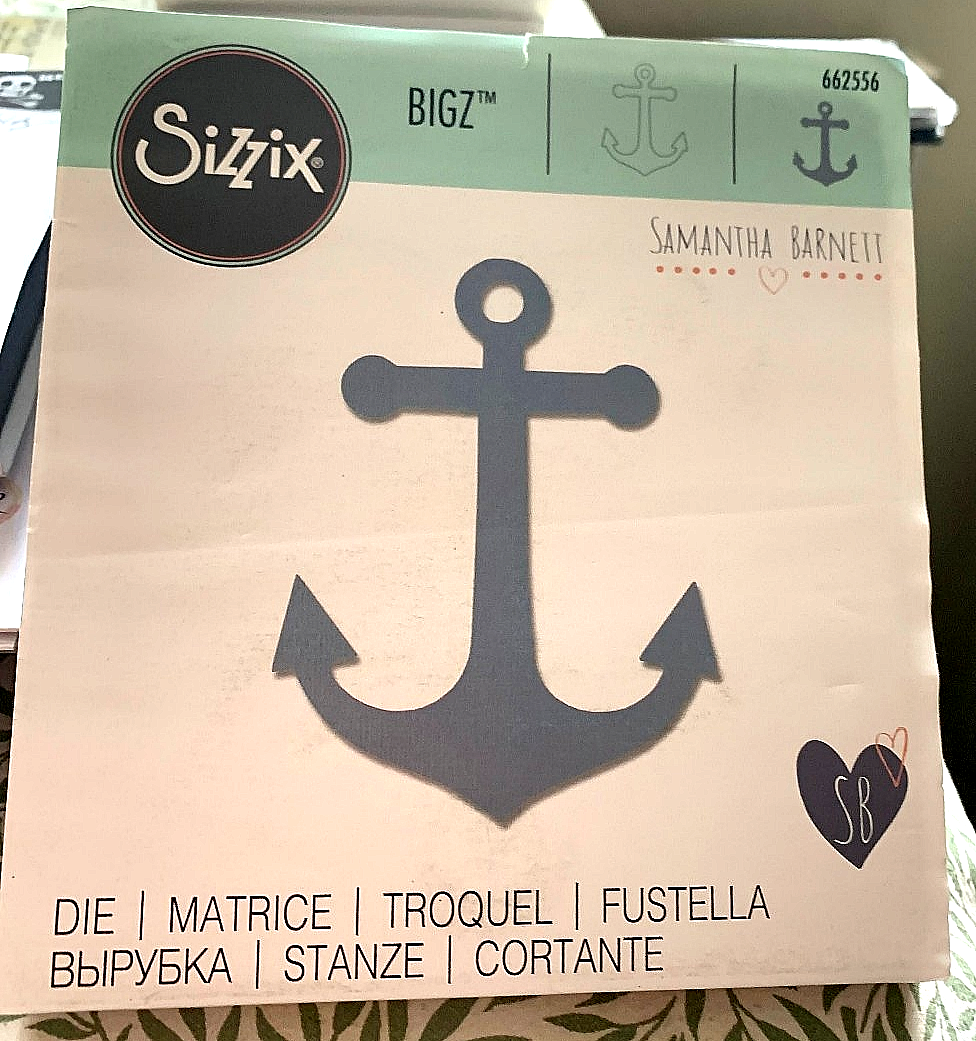 Sizzix®
BIGZ™
662556
SAMANTHA BARNETT
SB
DIE | MATRICE | TROQUEL | FUSTELLA
ВЫРУБКА | STANZE | CORTANTE